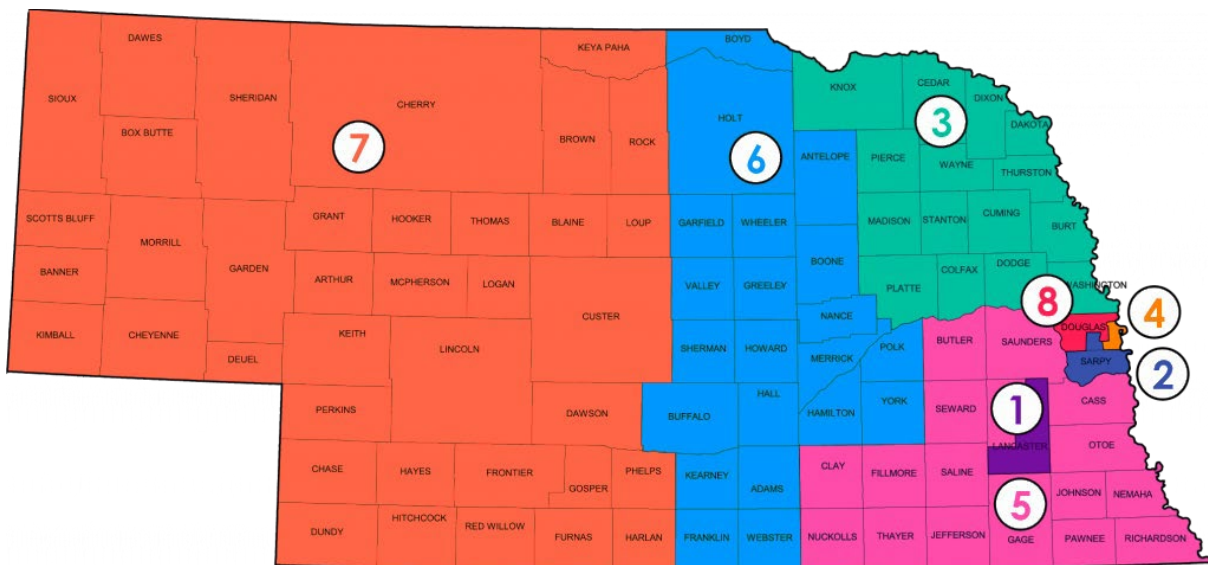 DAWES
KEYA PAHA
BOYD
SIOUX
SHERIDAN
CHERRY
KNOX
CEDAR
DIXON
BOX BUTTE
BROWN
ROCK
HOLT
7
6
3
ANTELOPE
PIERCE
WAYNE
DAKOTA
THURSTON
SCOTTS BLUFF
MORRILL
GRANT
HOOKER
THOMAS
BLAINE
LOUP
GARFIELD
WHEELER
MADISON
STANTON
CUMING
BURT
BANNER
GARDEN
ARTHUR
MCPHERSON
LOGAN
VALLEY
GREELEY
BOONE
PLATTE
COLFAX
DODGE
WASHINGTON
KIMBALL
CHEYENNE
DEUEL
KEITH
LINCOLN
CUSTER
SHERMAN
HOWARD
NANCE
MERRICK
POLK
BUTLER
SAUNDERS
8
DOUGLAS
4
SARPY
2
PERKINS
DAWSON
BUFFALO
HALL
HAMILTON
YORK
SEWARD
1
LANCASTER
CASS
OTOE
CHASE
HAYES
FRONTIER
GOSPER
PHELPS
KEARNEY
ADAMS
CLAY
FILLMORE
SALINE
5
JOHNSON
NEMAHA
DUNDY
HITCHCOCK
RED WILLOW
FURNAS
HARLAN
FRANKLIN
WEBSTER
NUCKOLLS
THAYER
JEFFERSON
GAGE
PAWNEE
RICHARDSON